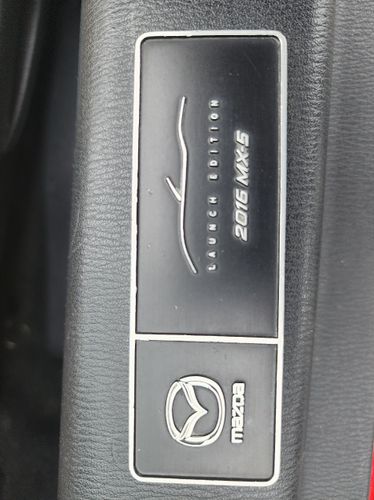 LAUNCH EDITION
2016 MX-5
mazda